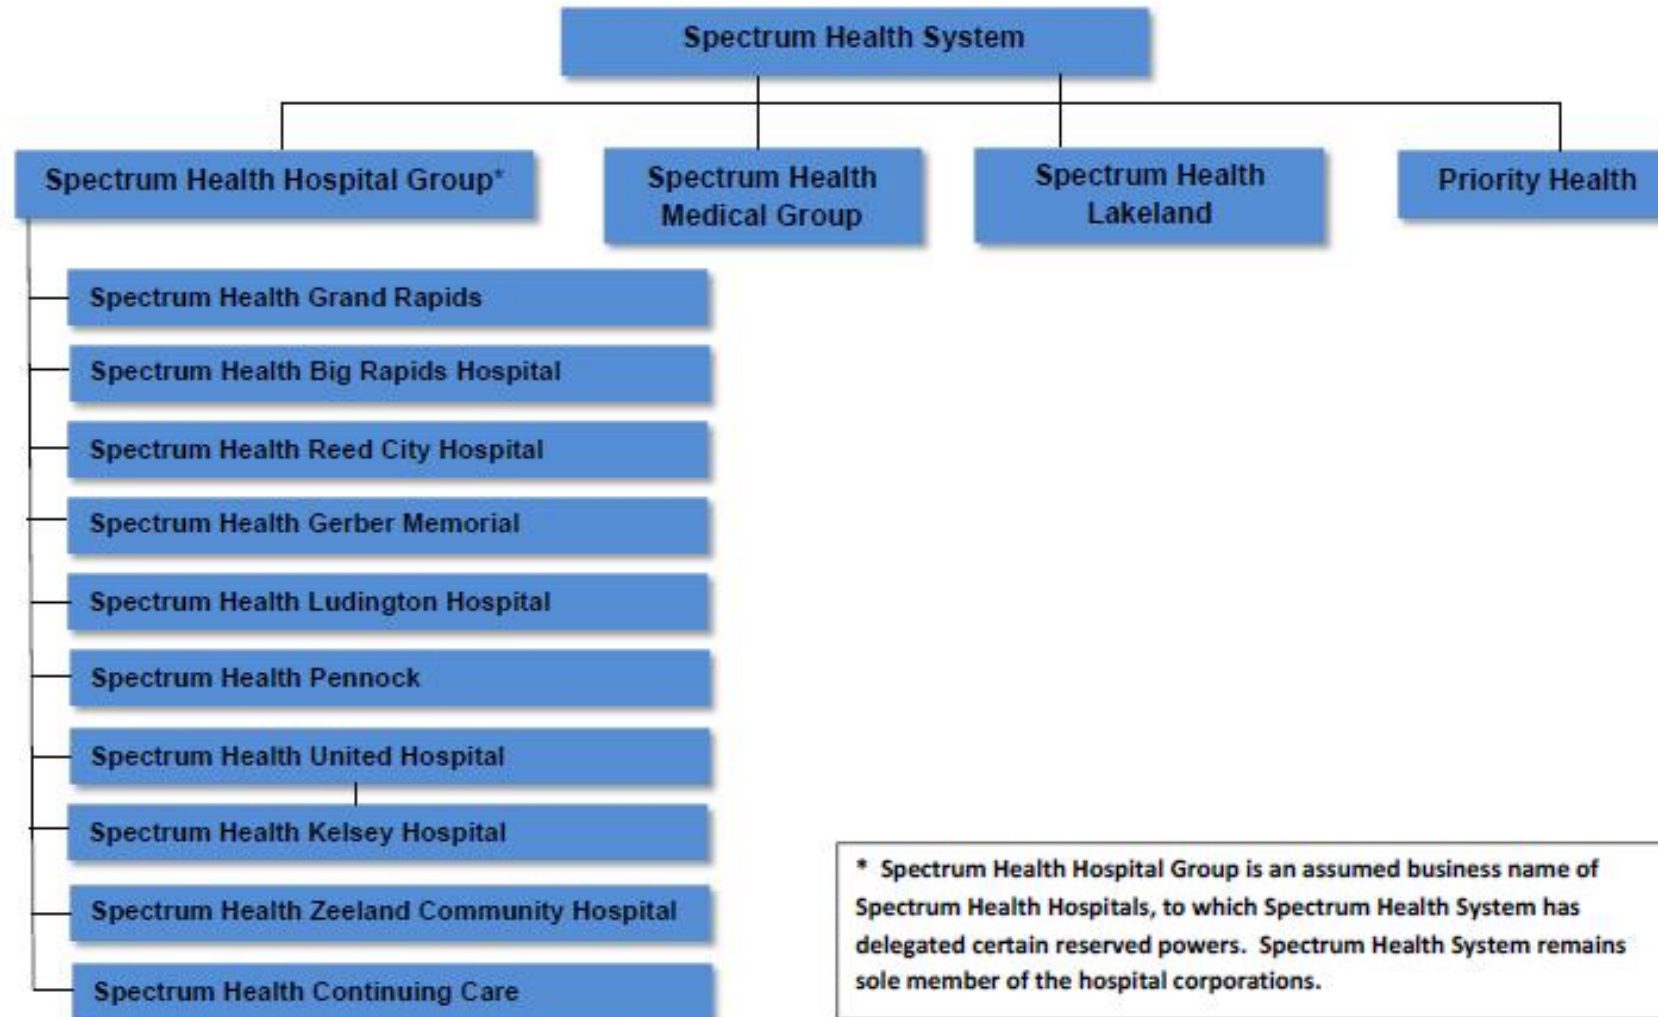 Spectrum Health System
Spectrum Health Hospital Group*
Spectrum Health
Medical Group
Spectrum Health
Lakeland
Priority Health
Spectrum Health Grand Rapids
Spectrum Health Big Rapids Hospital
Spectrum Health Reed City Hospital
Spectrum Health Gerber Memorial
Spectrum Health Ludington Hospital
Spectrum Health Pennock
Spectrum Health United Hospital
Spectrum Health Kelsey Hospital
Spectrum Health Zeeland Community Hospital
Spectrum Health Continuing Care
* Spectrum Health Hospital Group is an assumed business name of
Spectrum Health Hospitals, to which Spectrum Health System has
delegated certain reserved powers. Spectrum Health System remains
sole member of the hospital corporations.